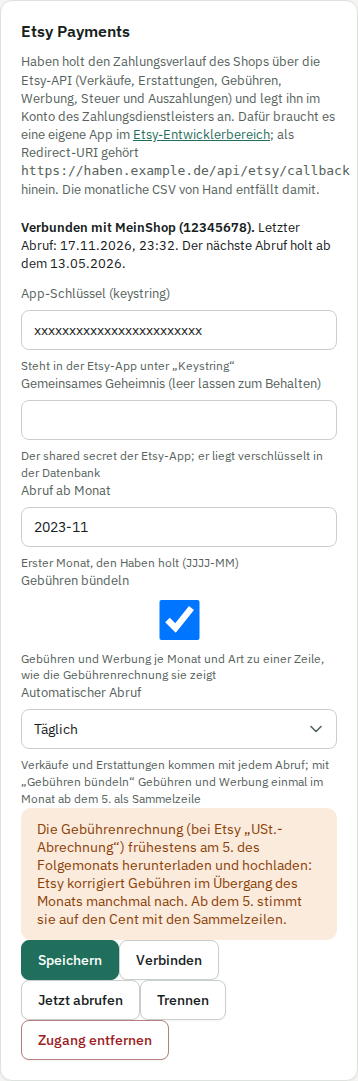 Etsy Payments
Haben holt den Zahlungsverlauf des Shops über die
Etsy-API (Verkäufe, Erstattungen, Gebühren,
Werbung, Steuer und Auszahlungen) und legt ihn im
Konto des Zahlungsdienstleisters an. Dafür braucht es
eine eigene App im Etsy-Entwicklerbereich; als
Redirect-URI gehört
https://haben.example.de/api/etsy/callback
hinein. Die monatliche CSV von Hand entfällt damit.
Verbunden mit MeinShop (12345678). Letzter
Abruf: 17.11.2026, 23:32. Der nächste Abruf holt ab
dem 13.05.2026.
App-Schlüssel (keystring)
xxxxxxxxxxxxxxxxxxxxxxxx
Steht in der Etsy-App unter „Keystring“
Gemeinsames Geheimnis (leer lassen zum Behalten)
Der shared secret der Etsy-App; er liegt verschlüsselt in
der Datenbank
Abruf ab Monat
2023-11
Erster Monat, den Haben holt (JJJJ-MM)
Gebühren bündeln
Gebühren und Werbung je Monat und Art zu einer Zeile,
wie die Gebührenrechnung sie zeigt
Automatischer Abruf
Täglich
Verkäufe und Erstattungen kommen mit jedem Abruf; mit
„Gebühren bündeln“ Gebühren und Werbung einmal im
Monat ab dem 5. als Sammelzeile
Die Gebührenrechnung (bei Etsy „USt.-
Abrechnung“) frühestens am 5. des
Folgemonats herunterladen und hochladen:
Etsy korrigiert Gebühren im Übergang des
Monats manchmal nach. Ab dem 5. stimmt
sie auf den Cent mit den Sammelzeilen.
Speichern
Verbinden
Jetzt abrufen
Trennen
Zugang entfernen